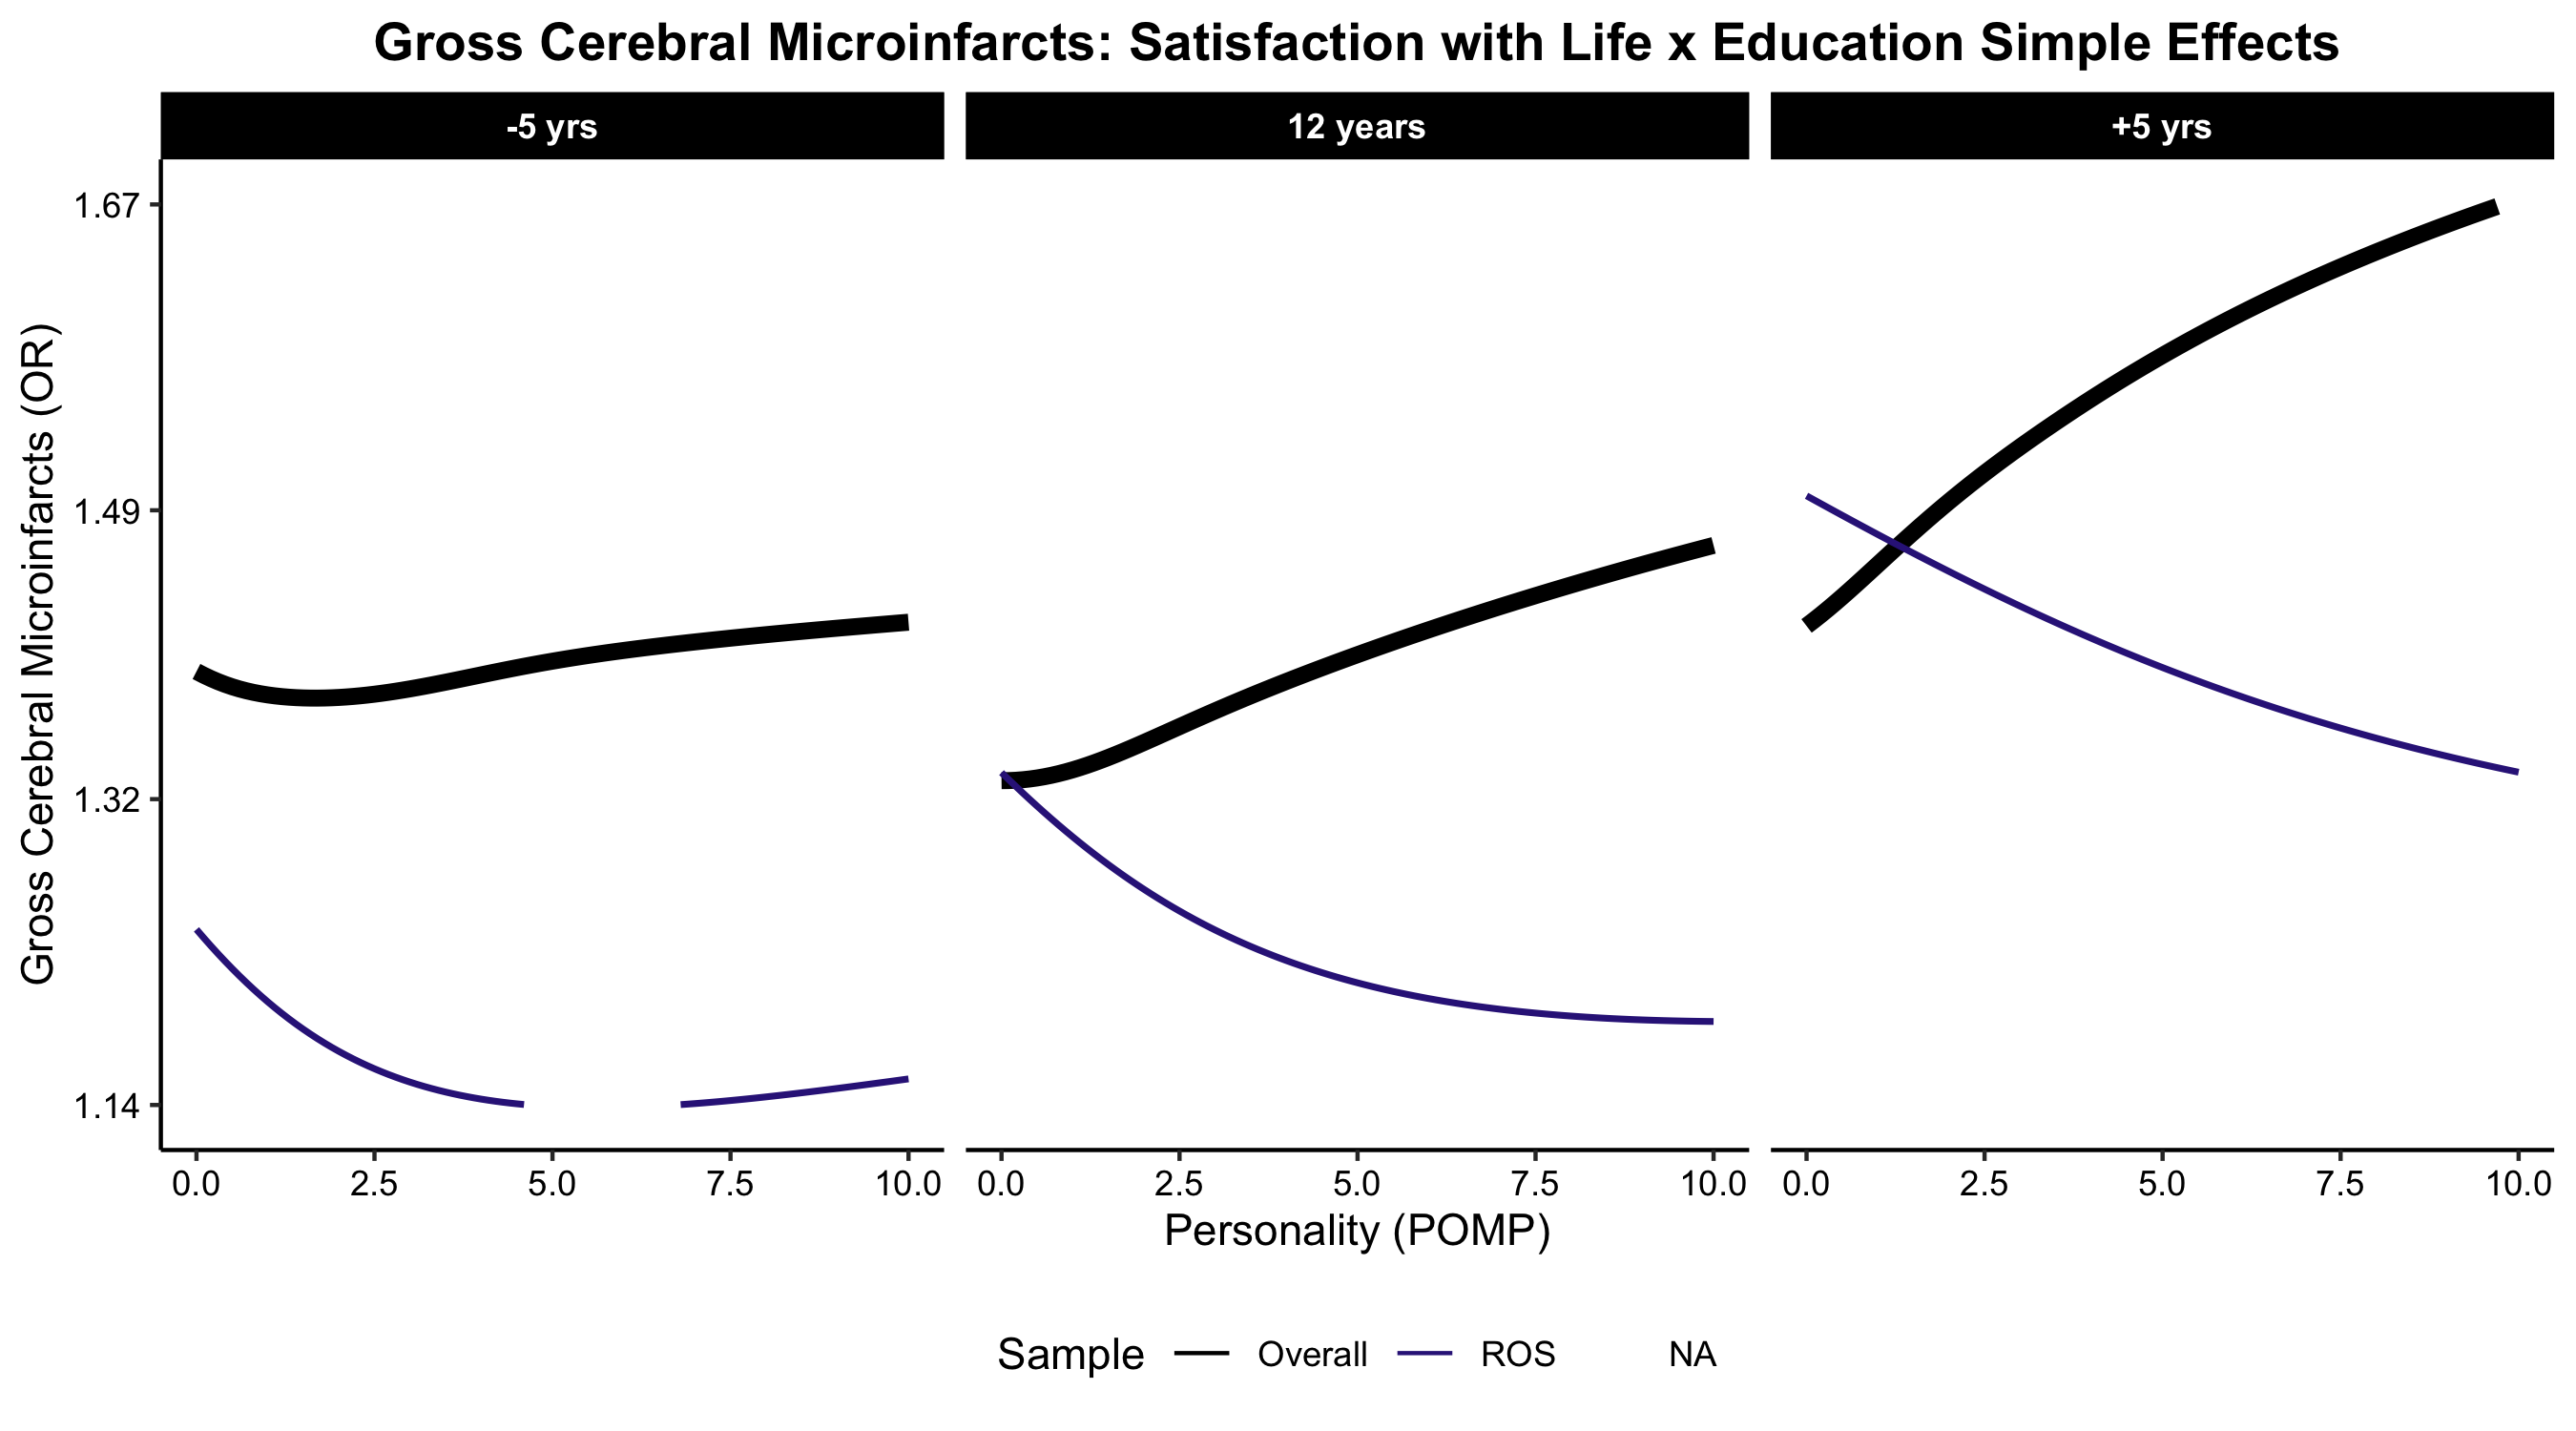 Gross Cerebral Microinfarcts: Satisfaction with Life x Education Simple Effects
-5 yrs 12 years +5 yrs
Gross Cerebral Microinfarcts (OR)
1.67
1.49
1.32
1.14
0.0 2.5 5.0 7.5 10.0 0.0 2.5 5.0 7.5 10.0 0.0 2.5 5.0 7.5 10.0
Personality (POMP)
Sample Overall ROS NA